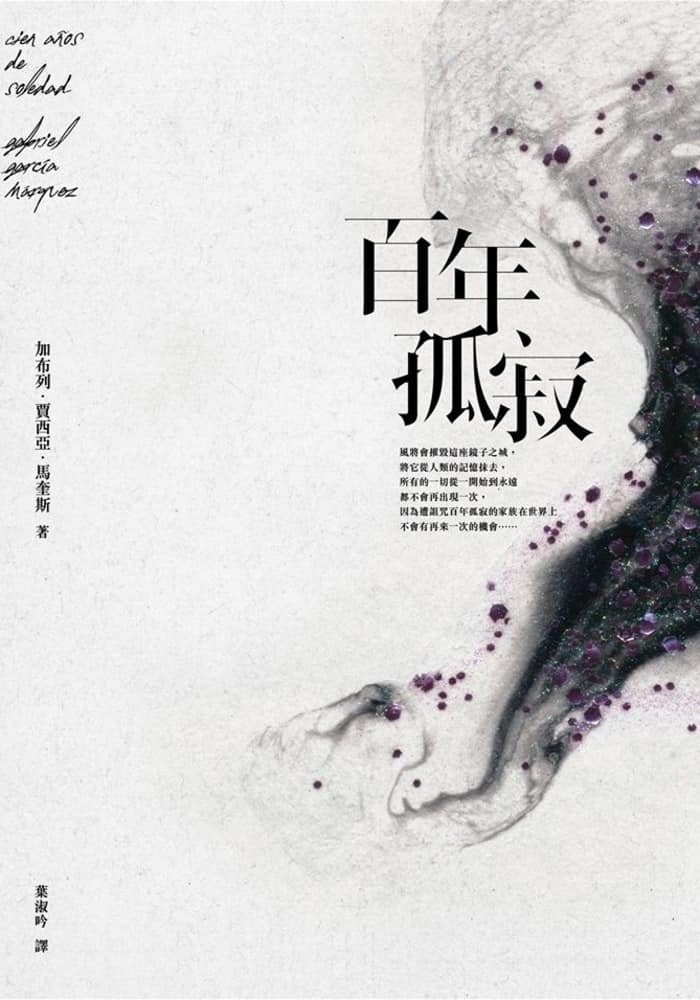 cien años
de
soledad
gabriel
garcía
márquez
百年
孤寂
風將會摧毀這座鏡子之城，
將它從人類的記憶抹去，
所有的一切從一開始到永遠
都不會再出現一次，
因為遭詛咒百年孤寂的家族在世界上
不會有再來一次的機會……
加布列·賈西亞·馬奎斯 著
葉淑吟 譯